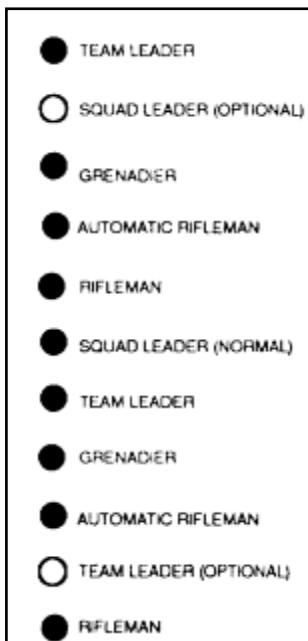 TEAM LEADER
SQUAD LEADER (OPTIONAL)
GRENADIER
AUTOMATIC RIFLEMAN
RIFLEMAN
SQUAD LEADER (NORMAL)
TEAM LEADER
GRENADIER
AUTOMATIC RIFLEMAN
TEAM LEADER (OPTIONAL)
RIFLEMAN